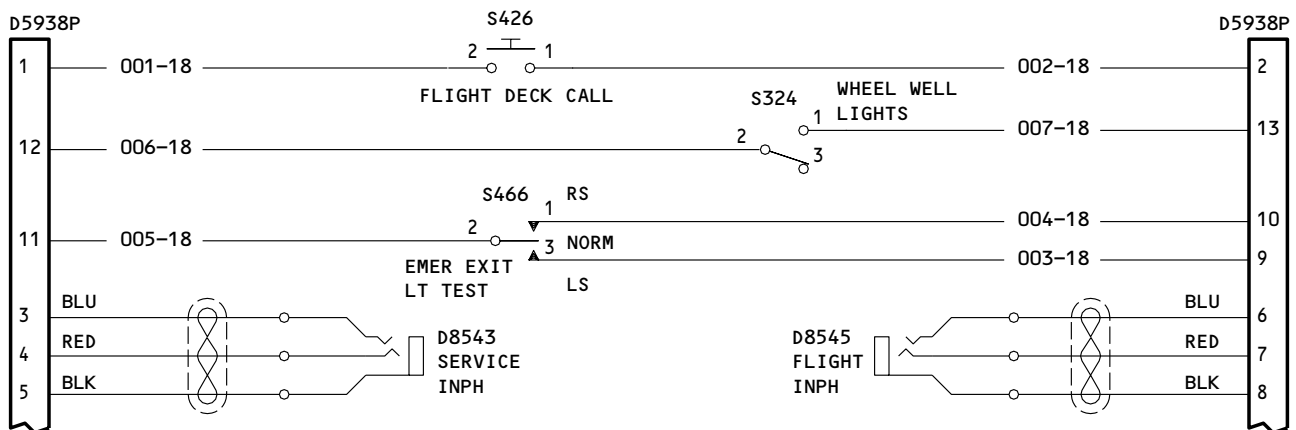 D5938P S426 D5938P
2 1
1 001-18 002-18 2
FLIGHT DECK CALL
S324 WHEEL WELL
LIGHTS
1 007-18 13
12 006-18 2 3
S466 1 RS
004-18 10
11 005-18 2 3 NORM
003-18 9
EMER EXIT
LT TEST LS
3 BLU BLU 6
4 RED RED 7
5 BLK BLK 8
D8543
SERVICE
INPH
D8545
FLIGHT
INPH